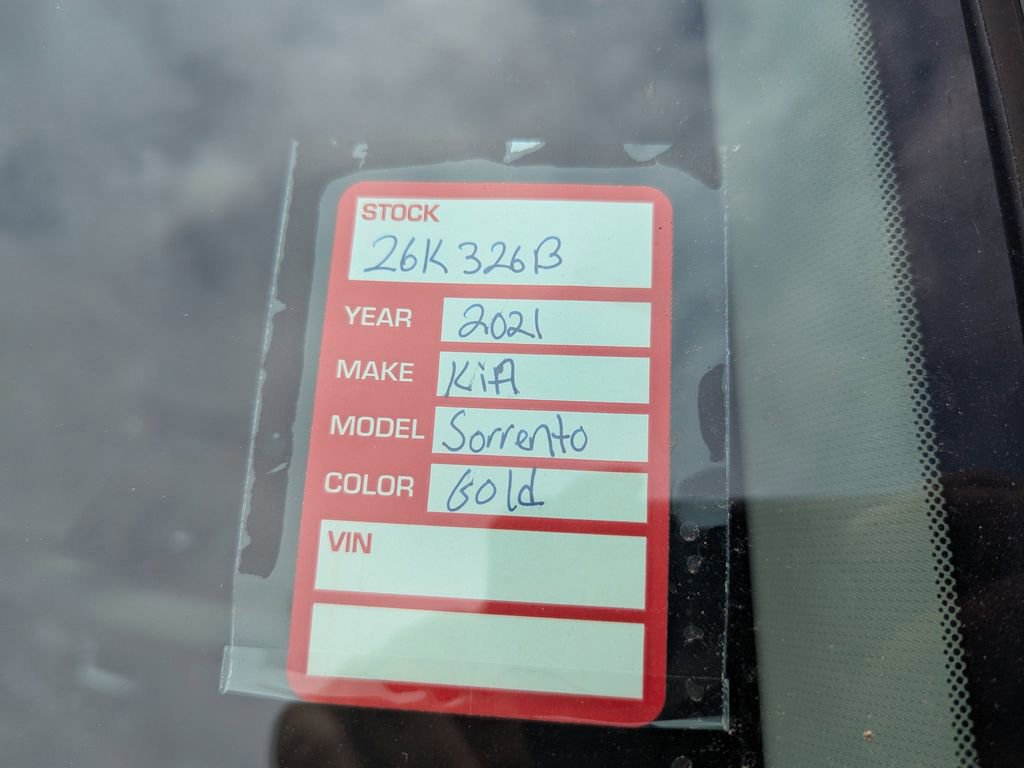 STOCK
26K326B
YEAR 2021
MAKE KiA
MODEL Sorrento
COLOR Gold
VIN